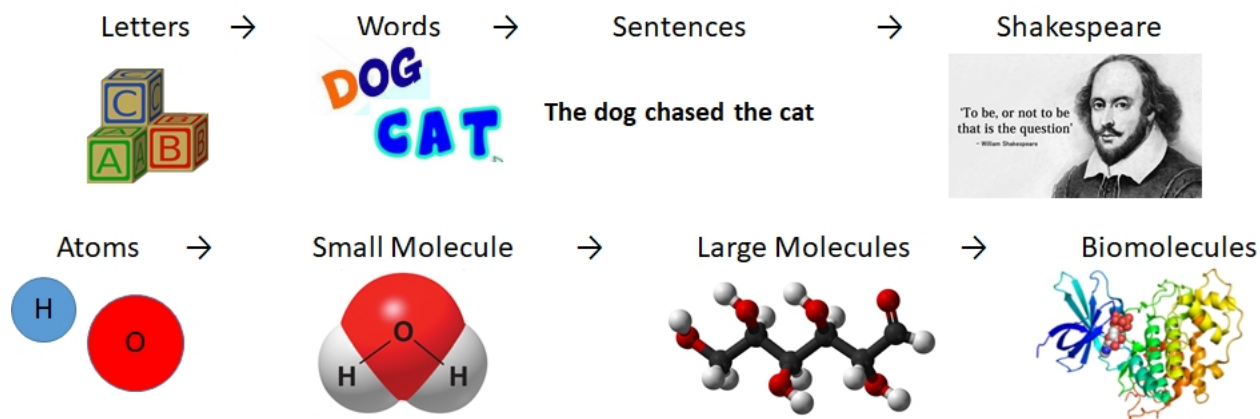 Letters → Words → Sentences → Shakespeare
C C
A A B B
DOG
CAT
The dog chased the cat
'To be, or not to be
that is the question'
~ William Shakespeare
Atoms → Small Molecule → Large Molecules → Biomolecules
H
O
O
H H